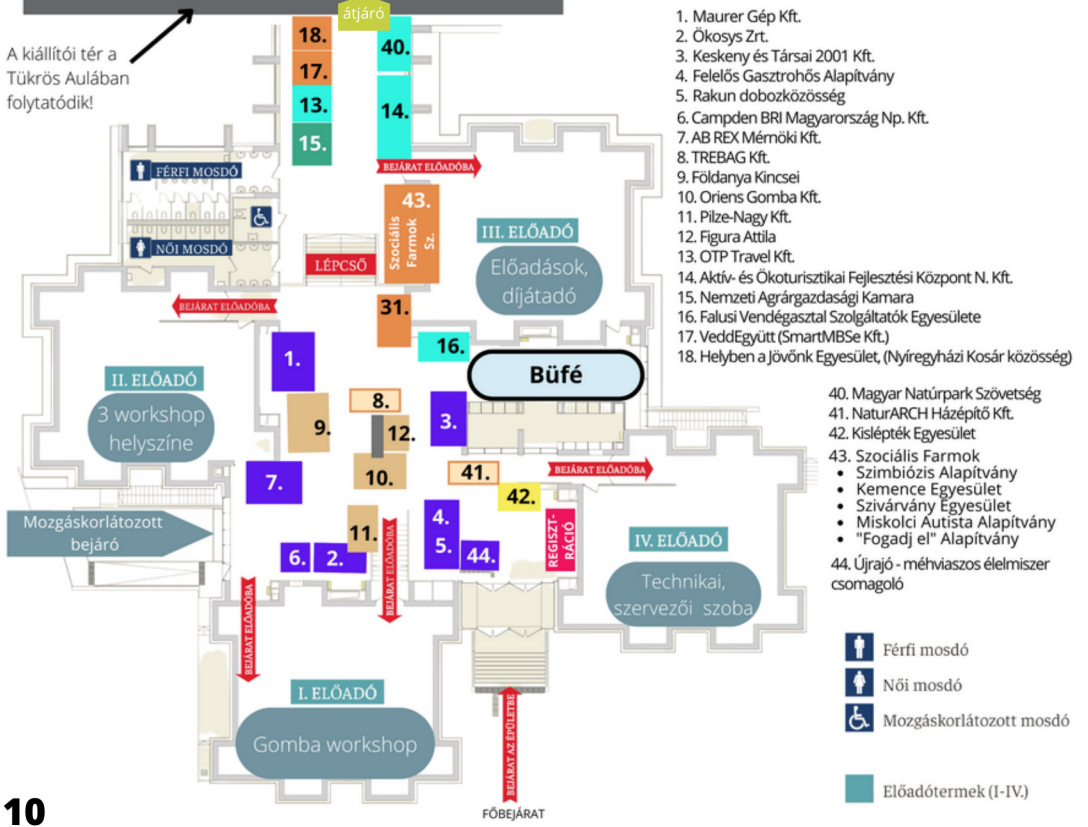 átjáró
A kiállítói tér a
Tükrös Aulában
folytatódik!
18.
17.
13.
15.
40.
14.
BEJÁRAT ELŐADÓBA
FÉRFI MOSDÓ
NŐI MOSDÓ
LÉPCSŐ
43.
Szociális
Farmok
Sz.
III. ELŐADÓ
Előadások,
díjátadó
BEJÁRAT ELŐADÓBA
31.
16.
Büfé
1.
II. ELŐADÓ
3 workshop
helyszíne
8.
9.
12.
3.
10.
7.
41.
BEJÁRAT ELŐADÓBA
42.
Mozgáskorlátozott
bejáró
11.
BEJÁRAT ELŐADÓBA
4.
5.
REGISZT-
RÁCIÓ
6.
2.
44.
IV. ELŐADÓ
Technikai,
szervezői szoba
BEJÁRAT ELŐADÓBA
I. ELŐADÓ
Gomba workshop
BEJÁRAT AZ ÉPÜLETBE
FŐBEJÁRAT
10
1. Maurer Gép Kft.
2. Ökosys Zrt.
3. Keskeny és Társai 2001 Kft.
4. Felelős Gasztrohős Alapítvány
5. Rakun dobozközösség
6. Campden BRI Magyarország Np. Kft.
7. AB REX Mérnöki Kft.
8. TREBAG Kft.
9. Földanya Kincsei
10. Oriens Gomba Kft.
11. Pilze-Nagy Kft.
12. Figura Attila
13. OTP Travel Kft.
14. Aktív- és Ökoturisztikai Fejlesztési Központ N. Kft.
15. Nemzeti Agrárgazdasági Kamara
16. Falusi Vendégasztal Szolgáltatók Egyesülete
17. VeddEgyütt (SmartMBSe Kft.)
18. Helyben a Jövőnk Egyesület, (Nyíregyházi Kosár közösség)
40. Magyar Natúrpark Szövetség
41. NaturARCH Házépítő Kft.
42. Kislépték Egyesület
43. Szociális Farmok
• Szimbiózis Alapítvány
• Kemence Egyesület
• Szivárvány Egyesület
• Miskolci Autista Alapítvány
• "Fogadj el" Alapítvány
44. Újrajó - méhviaszos élelmiszer
csomagoló
Férfi mosdó
Női mosdó
Mozgáskorlátozott mosdó
Előadótermek (I-IV.)